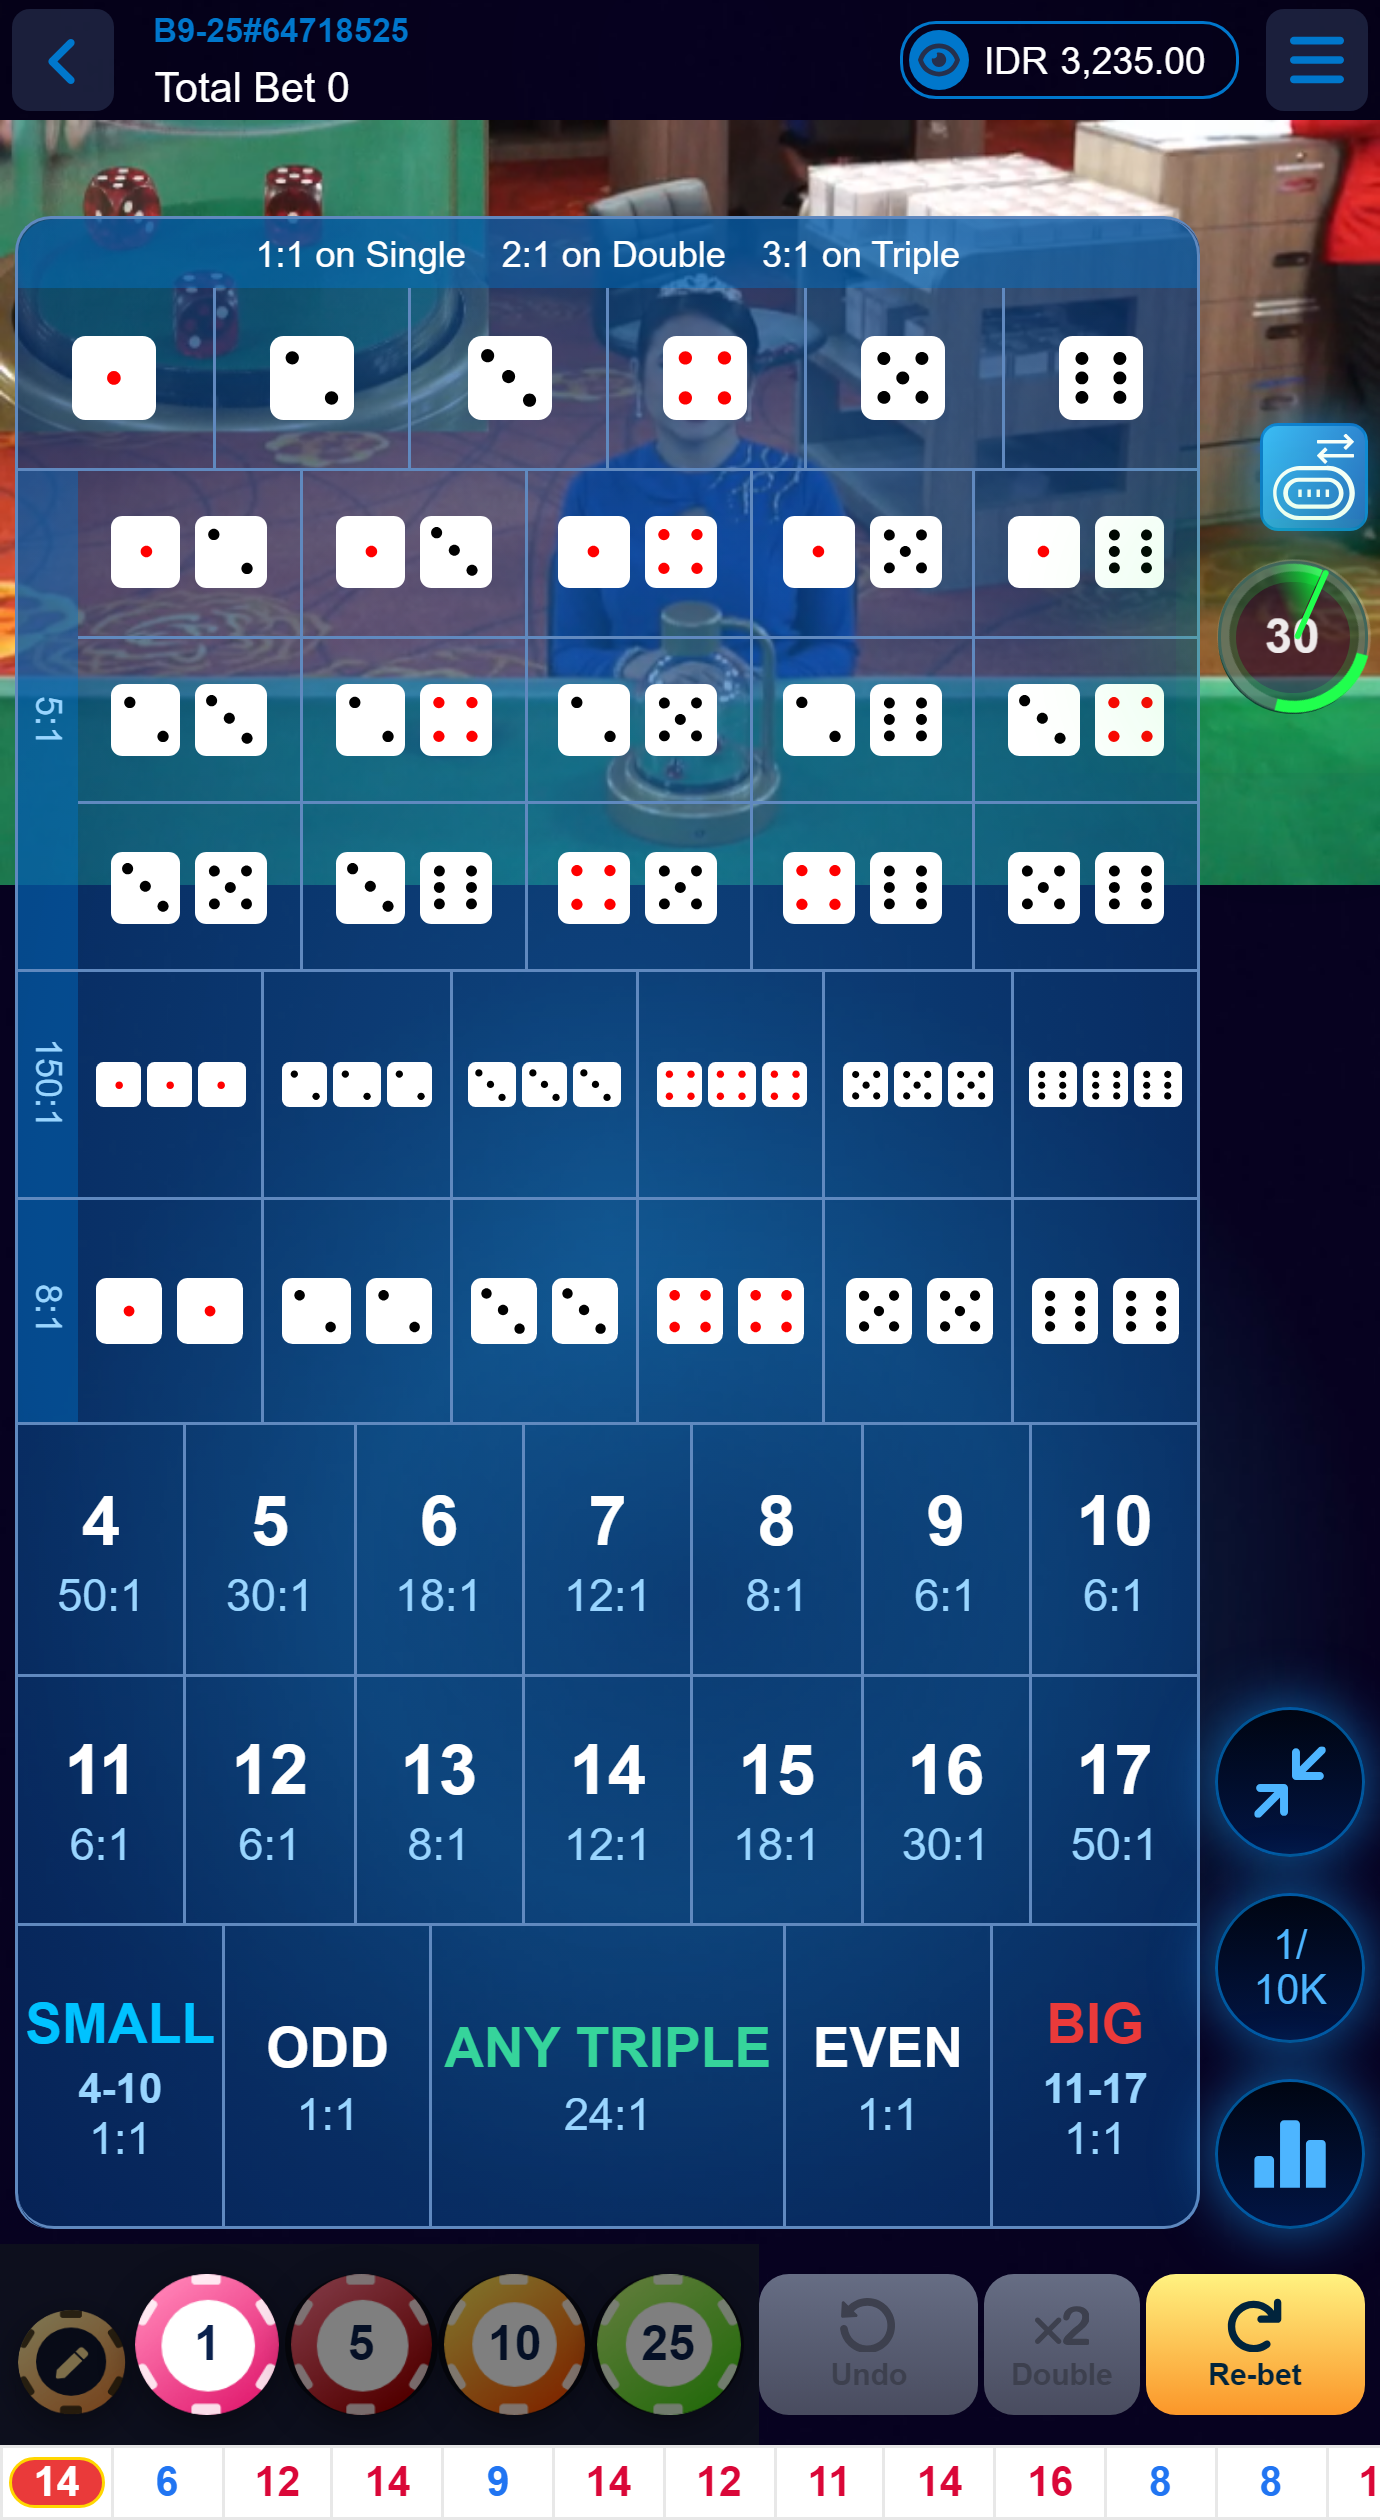 B9-25#64718525
Total Bet 0
IDR 3,235.00
1:1 on Single 2:1 on Double 3:1 on Triple
30
5:1
150:1
8:1
4 5 6 7 8 9 10
50:1 30:1 18:1 12:1 8:1 6:1 6:1
11 12 13 14 15 16 17
6:1 6:1 8:1 12:1 18:1 30:1 50:1
SMALL
4-10
1:1
ODD
1:1
ANY TRIPLE
24:1
EVEN
1:1
BIG
11-17
1:1
1/
10K
1 5 10 25
Undo
x2
Double
Re-bet
14 6 12 14 9 14 12 11 14 16 8 8